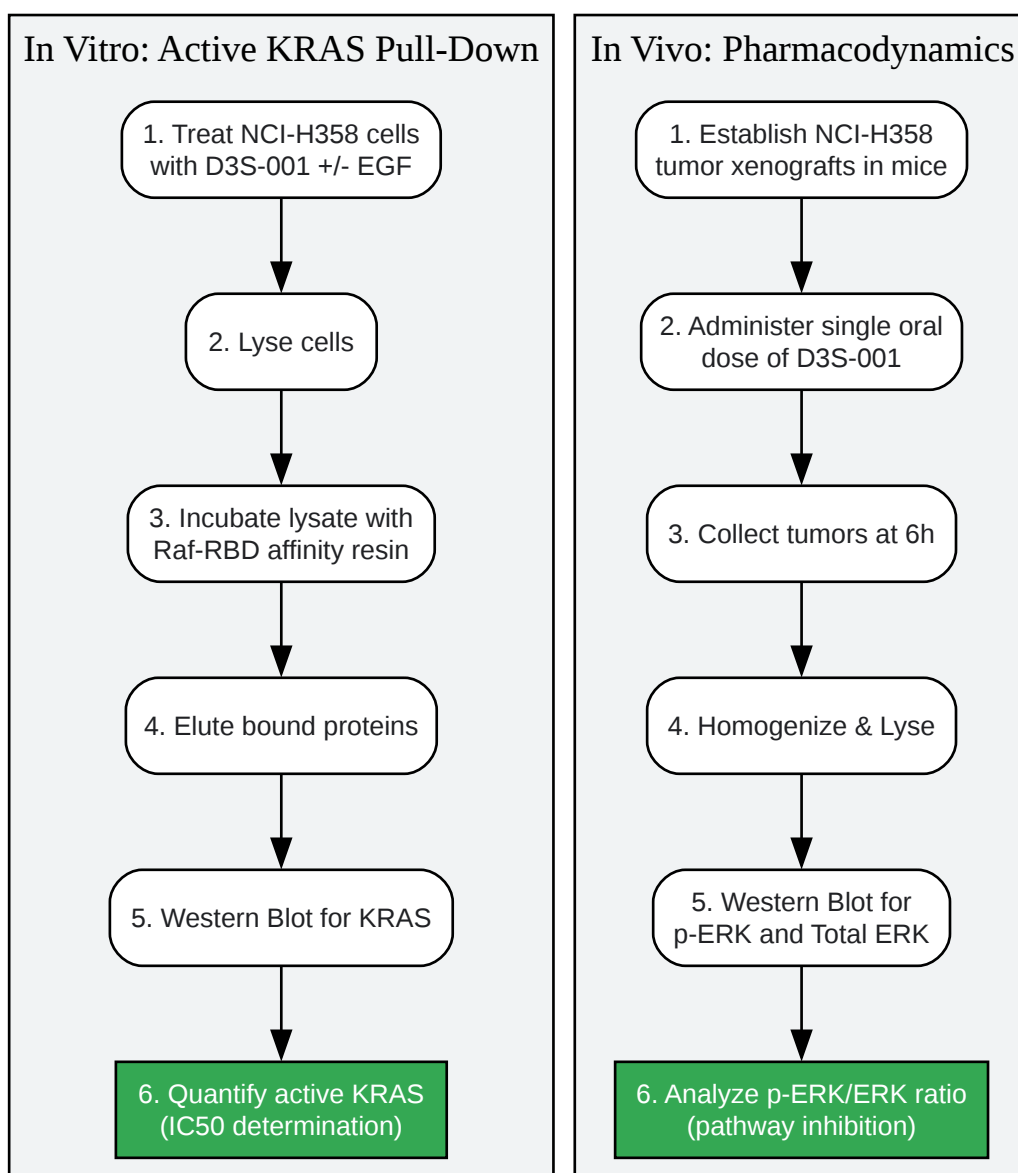 In Vitro: Active KRAS Pull-Down
1. Treat NCI-H358 cells
with D3S-001 +/- EGF
2. Lyse cells
3. Incubate lysate with
Raf-RBD affinity resin
4. Elute bound proteins
5. Western Blot for KRAS
6. Quantify active KRAS
(IC50 determination)
In Vivo: Pharmacodynamics
1. Establish NCI-H358
tumor xenografts in mice
2. Administer single oral
dose of D3S-001
3. Collect tumors at 6h
4. Homogenize & Lyse
5. Western Blot for
p-ERK and Total ERK
6. Analyze p-ERK/ERK ratio
(pathway inhibition)